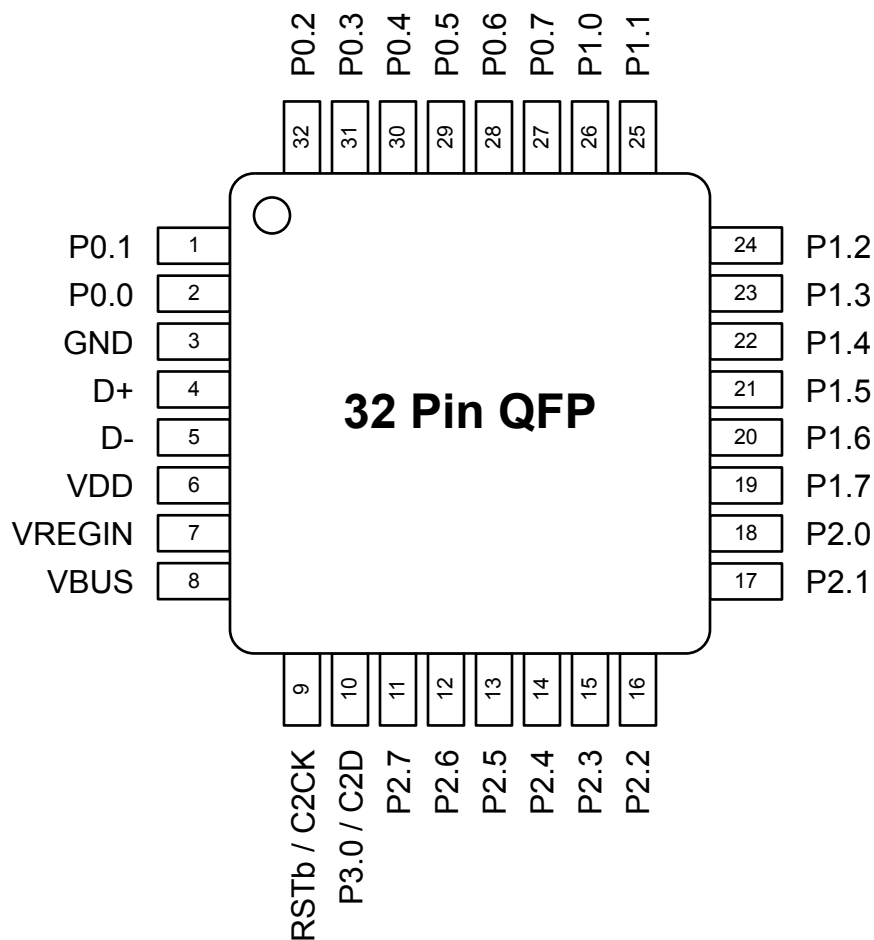 P0.2
P0.3
P0.4
P0.5
P0.6
P0.7
P1.0
P1.1
32
31
30
29
28
27
26
25
P0.1 1
P0.0 2
GND 3
D+ 4
D- 5
VDD 6
VREGIN 7
VBUS 8
32 Pin QFP
24 P1.2
23 P1.3
22 P1.4
21 P1.5
20 P1.6
19 P1.7
18 P2.0
17 P2.1
9
10
11
12
13
14
15
16
RSTb / C2CK
P3.0 / C2D
P2.7
P2.6
P2.5
P2.4
P2.3
P2.2